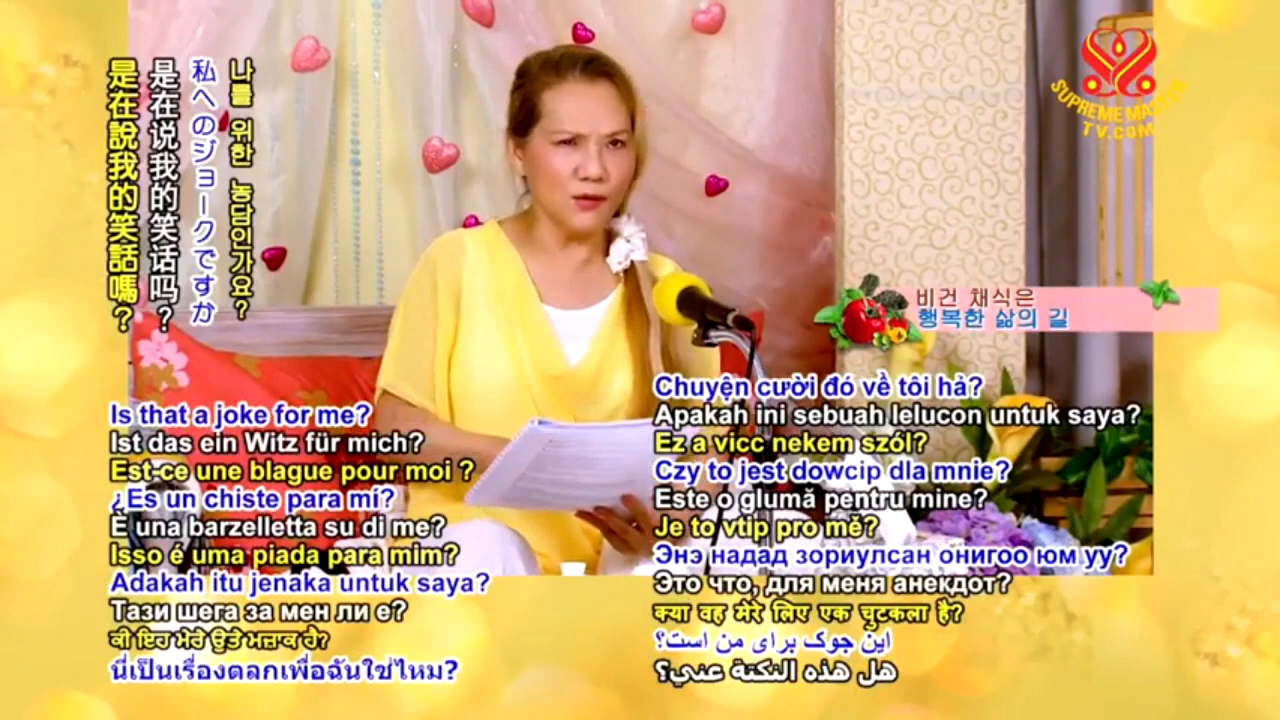 나를 위한 농담인가요?
私へのジョークですか
是在说我的笑话吗？
是在說我的笑話嗎？
SUPREME MASTER
TV.COM
비건 채식은
행복한 삶의 길
Is that a joke for me?
Ist das ein Witz für mich?
Est-ce une blague pour moi ?
¿Es un chiste para mí?
È una barzelletta su di me?
Isso é uma piada para mim?
Adakah itu jenaka untuk saya?
Тази шега за мен ли е?
ਕੀ ਇਹ ਮੇਰੇ ਉਤੇ ਮਜ਼ਾਕ ਹੈ?
นี่เป็นเรื่องตลกเพื่อฉันใช่ไหม?
Chuyện cười đó về tôi hả?
Apakah ini sebuah lelucon untuk saya?
Ez a vicc nekem szól?
Czy to jest dowcip dla mnie?
Este o glumă pentru mine?
Je to vtip pro mě?
Энэ надад зориулсан онигоо юм уу?
Это что, для меня анекдот?
क्या वह मेरे लिए एक चुटकला है?
این جوک برای من است؟
هل هذه النكتة عني؟